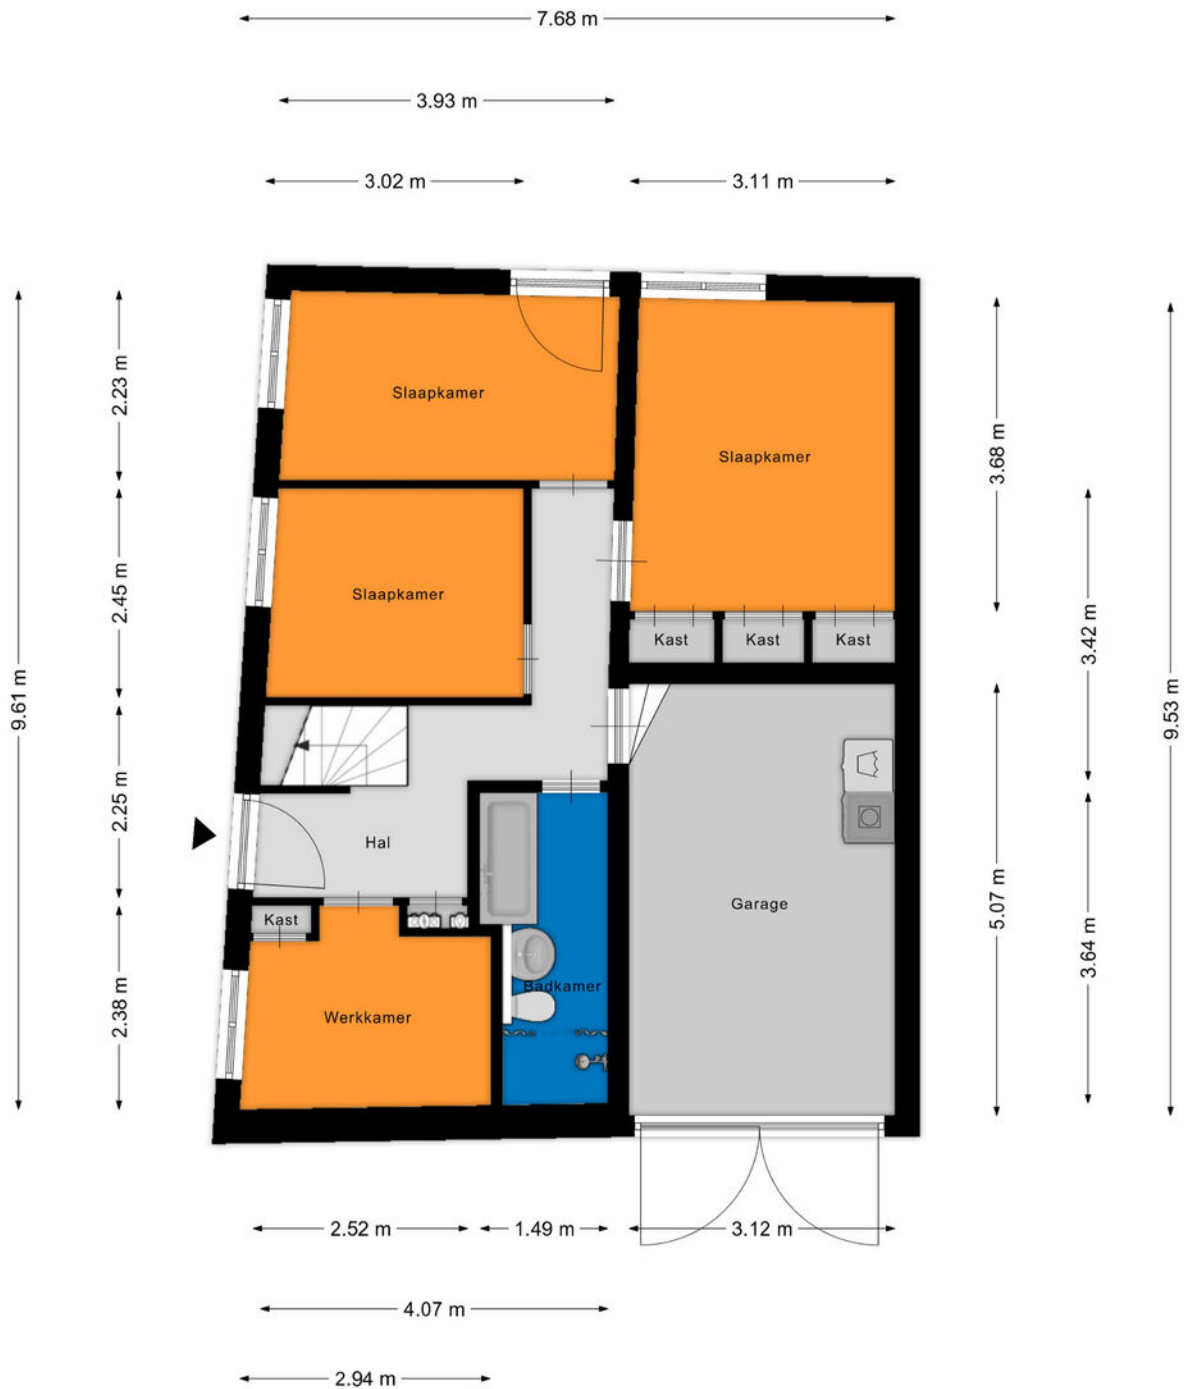 7.68 m
3.93 m
3.02 m
3.11 m
2.23 m
Slaapkamer
Slaapkamer
3.68 m
2.45 m
Slaapkamer
Kast
Kast
Kast
3.42 m
9.61 m
9.53 m
2.25 m
Hal
Garage
5.07 m
Kast
3.64 m
Badkamer
2.38 m
Werkkamer
2.52 m
1.49 m
3.12 m
4.07 m
2.94 m